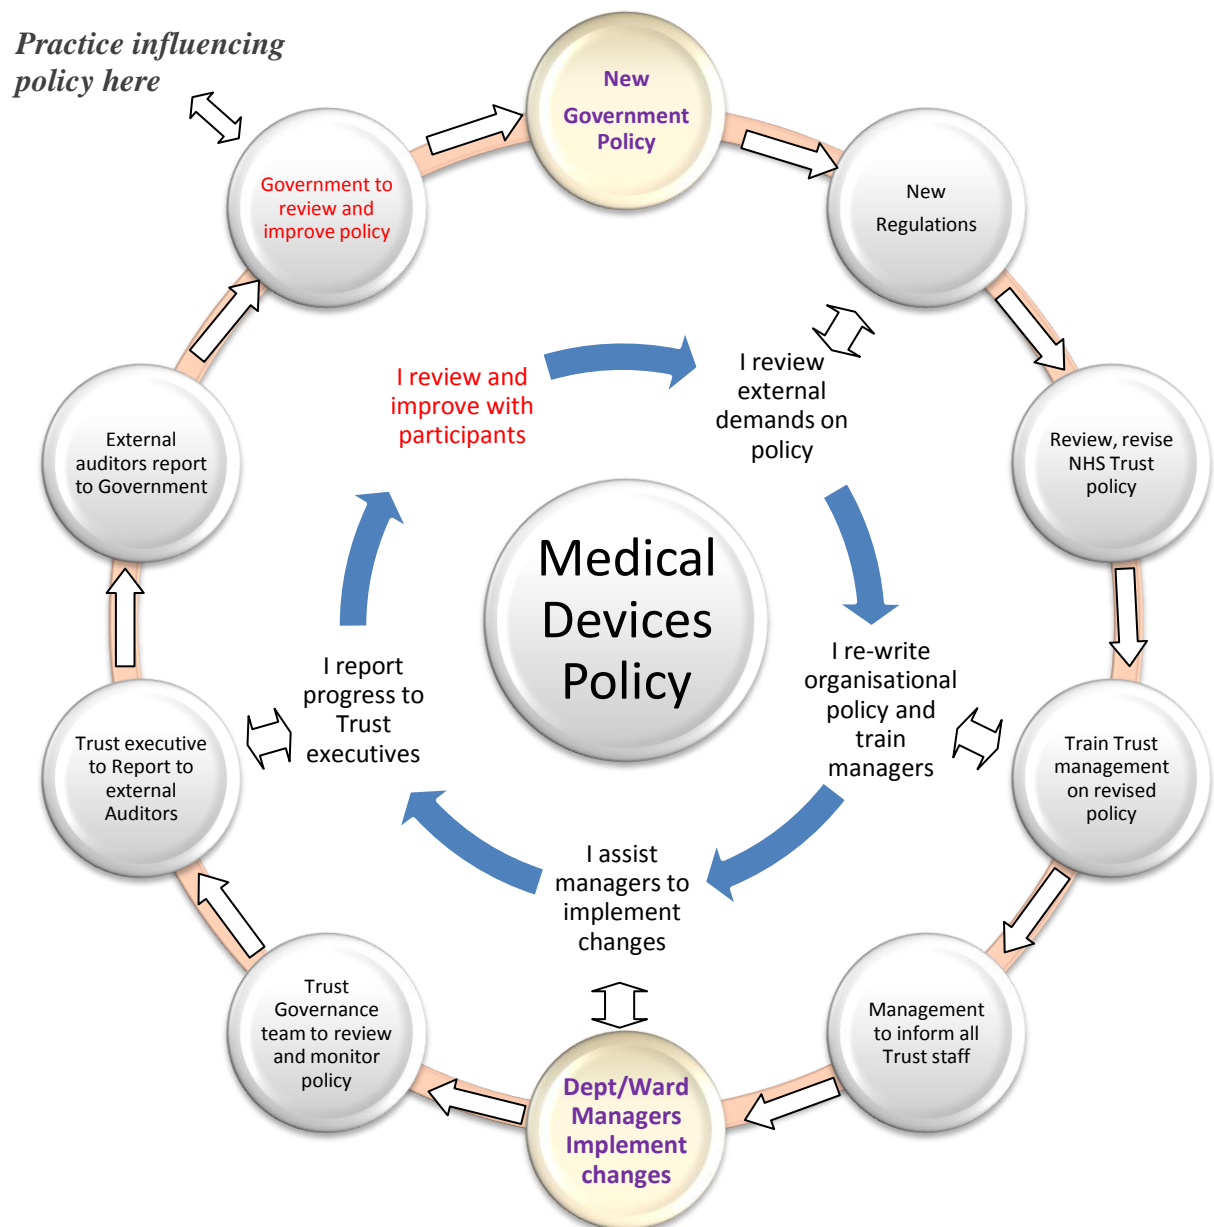 Practice influencing
policy here
New
Government
Policy
New
Regulations
Review, revise
NHS Trust
policy
Train Trust
management
on revised
policy
Management
to inform all
Trust staff
Dept/Ward
Managers
Implement
changes
Trust
Governance
team to review
and monitor
policy
Trust executive
to Report to
external
Auditors
External
auditors report
to Government
Government to
review and
improve policy
I review
external
demands on
policy
I re-write
organisational
policy and
train
managers
I assist
managers to
implement
changes
I report
progress to
Trust
executives
I review and
improve with
participants
Medical
Devices
Policy